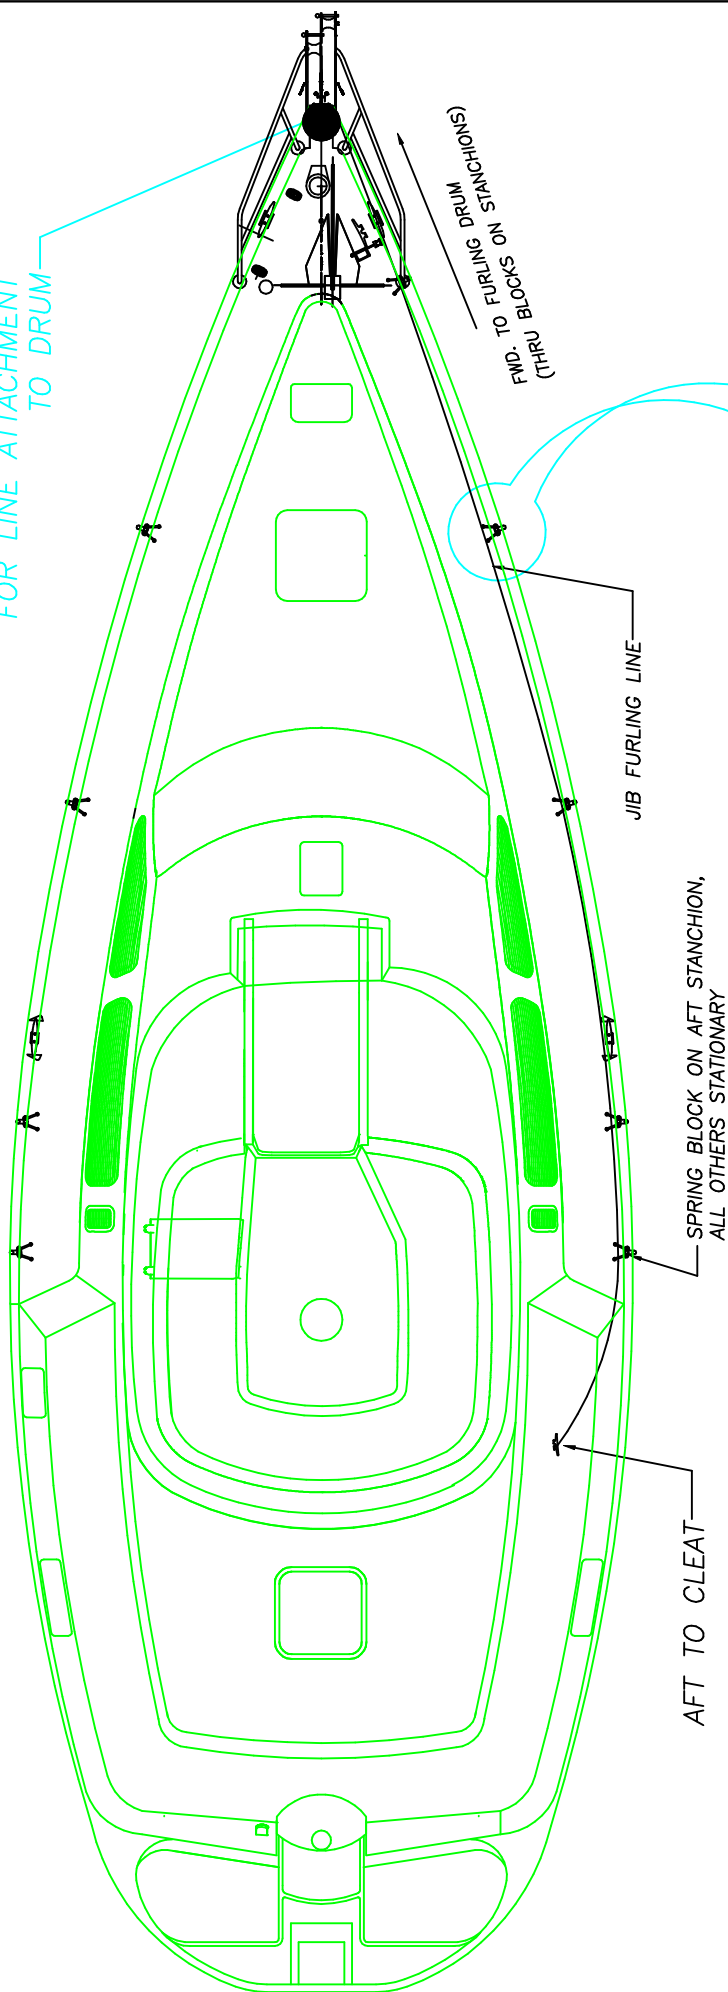 FOR LINE ATTACHMENT
TO DRUM
FWD. TO FURLING DRUM
(THRU BLOCKS ON STANCHIONS)
JIB FURLING LINE
SPRING BLOCK ON AFT STANCHION,
ALL OTHERS STATIONARY
AFT TO CLEAT